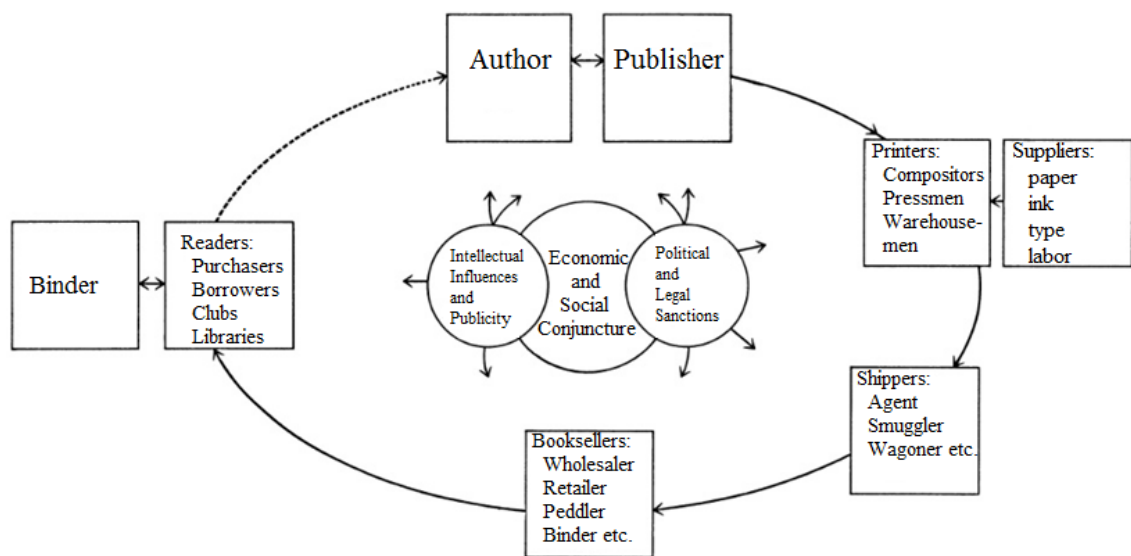 Author
Publisher
Printers:
Compositors
Pressmen
Warehouse-
men
Suppliers:
paper
ink
type
labor
Binder
Readers:
Purchasers
Borrowers
Clubs
Libraries
Intellectual
Influences
and
Publicity
Economic
and
Social
Conjuncture
Political
and
Legal
Sanctions
Shippers:
Agent
Smuggler
Wagoner etc.
Booksellers:
Wholesaler
Retailer
Peddler
Binder etc.